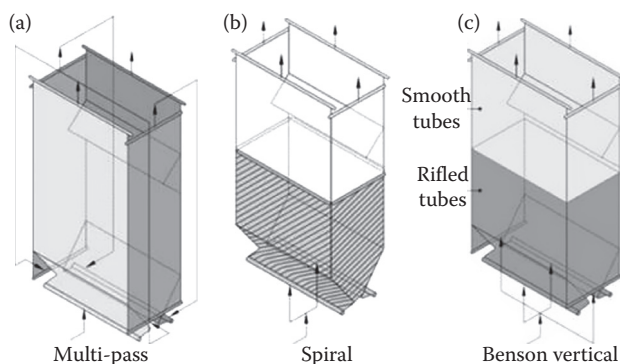 (a)
(b)
(c)
Smooth
tubes
Rifled
tubes
Multi-pass
Spiral
Benson vertical